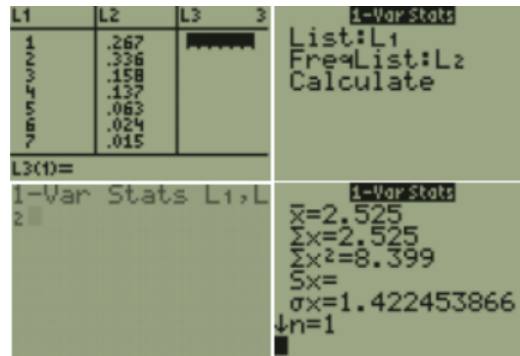 L1 L2 L3 3
1 .267
2 .336
3 .158
4 .137
5 .063
6 .024
7 .015
L3(1)=
1-Var Stats
List:L1
FreqList:L2
Calculate
1-Var Stats L1,L
2
1-Var Stats
x̄=2.525
Σx=2.525
Σx²=8.399
Sx=
σx=1.422453866
↓n=1